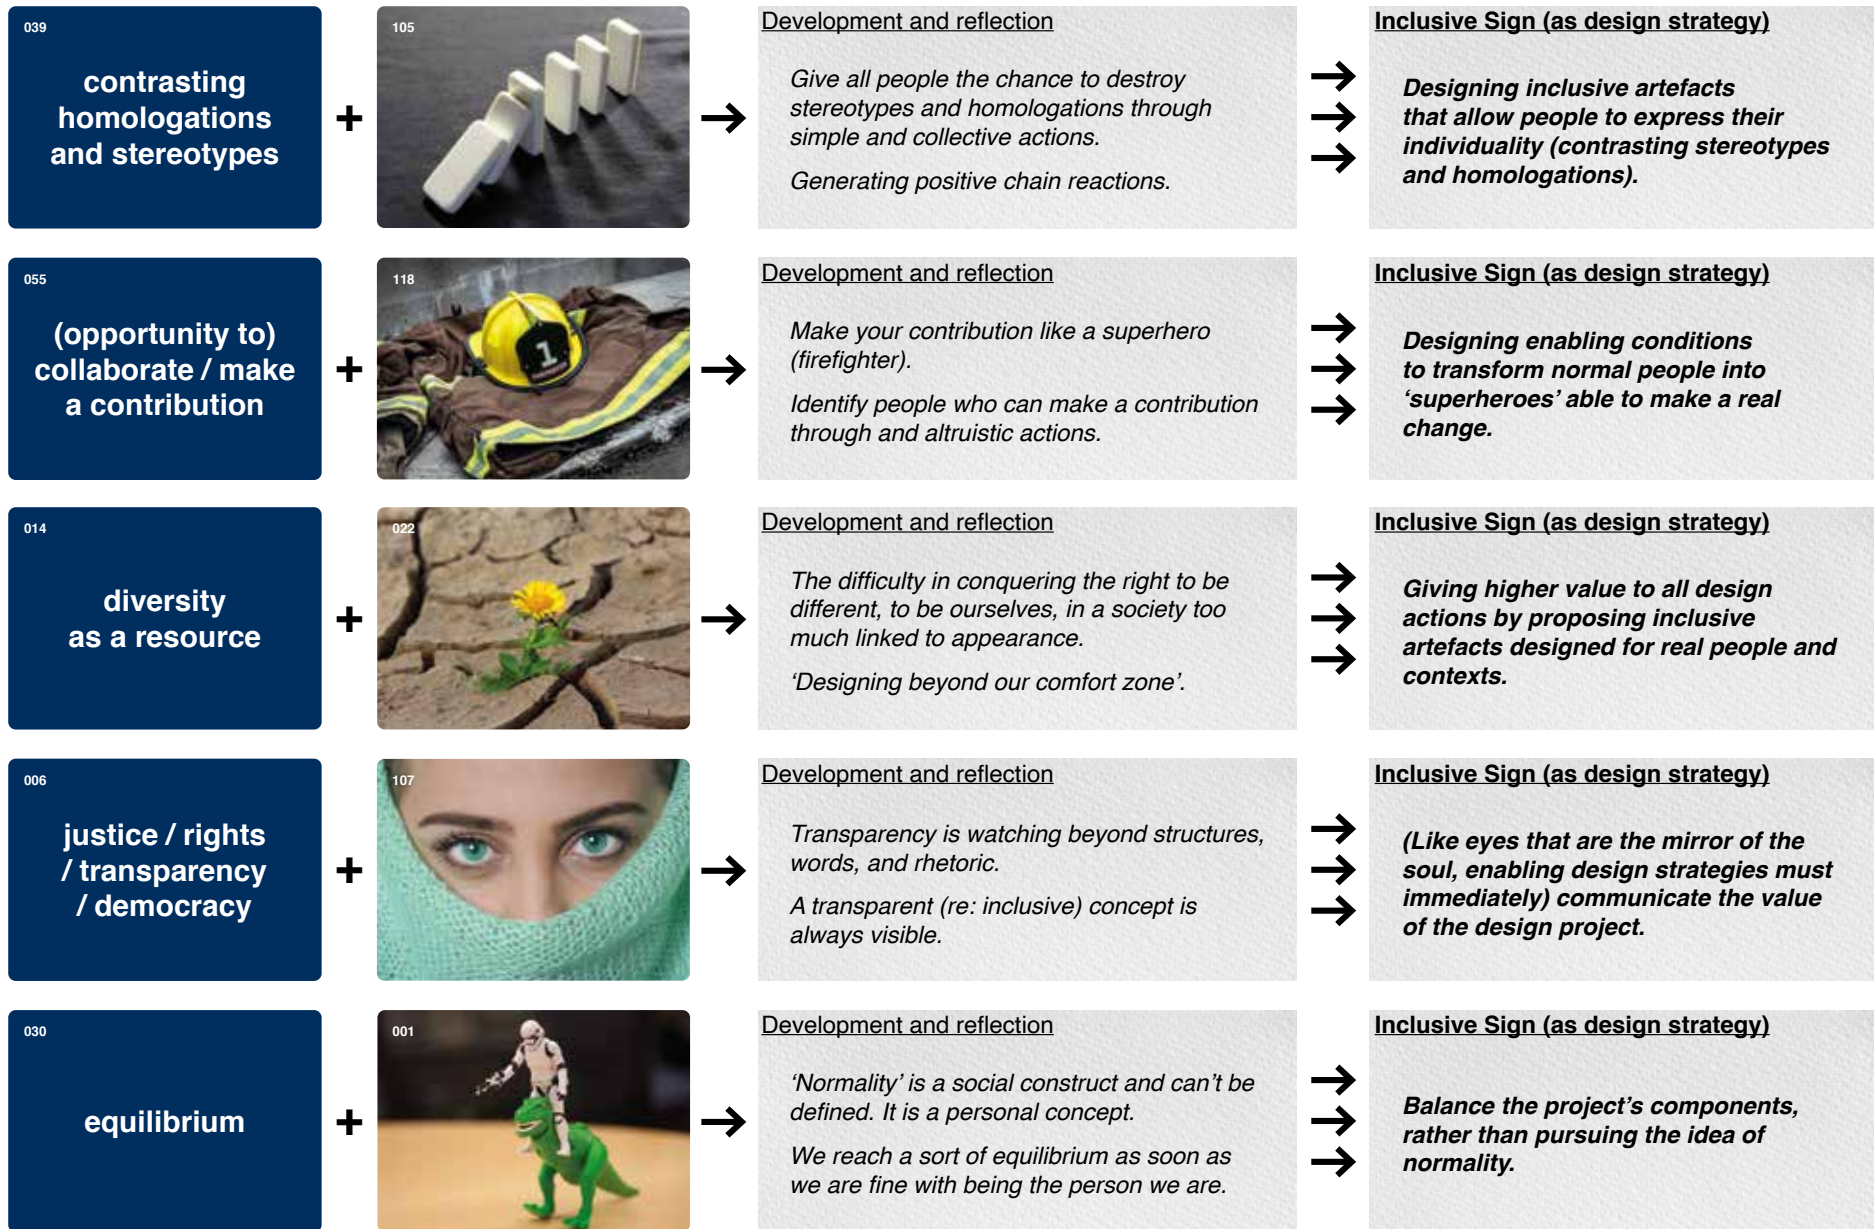 039
contrasting
homologations
and stereotypes
+
105
Development and reflection
Give all people the chance to destroy
stereotypes and homologations through
simple and collective actions.
Generating positive chain reactions.
Inclusive Sign (as design strategy)
Designing inclusive artefacts
that allow people to express their
individuality (contrasting stereotypes
and homologations).
055
(opportunity to)
collaborate / make
a contribution
+
118
1
Development and reflection
Make your contribution like a superhero
(firefighter).
Identify people who can make a contribution
through and altruistic actions.
Inclusive Sign (as design strategy)
Designing enabling conditions
to transform normal people into
‘superheroes’ able to make a real
change.
014
diversity
as a resource
+
022
Development and reflection
The difficulty in conquering the right to be
different, to be ourselves, in a society too
much linked to appearance.
‘Designing beyond our comfort zone’.
Inclusive Sign (as design strategy)
Giving higher value to all design
actions by proposing inclusive
artefacts designed for real people and
contexts.
006
justice / rights
/ transparency
/ democracy
+
107
Development and reflection
Transparency is watching beyond structures,
words, and rhetoric.
A transparent (re: inclusive) concept is
always visible.
Inclusive Sign (as design strategy)
(Like eyes that are the mirror of the
soul, enabling design strategies must
immediately) communicate the value
of the design project.
030
equilibrium
+
001
Development and reflection
‘Normality’ is a social construct and can’t be
defined. It is a personal concept.
We reach a sort of equilibrium as soon as
we are fine with being the person we are.
Inclusive Sign (as design strategy)
Balance the project’s components,
rather than pursuing the idea of
normality.